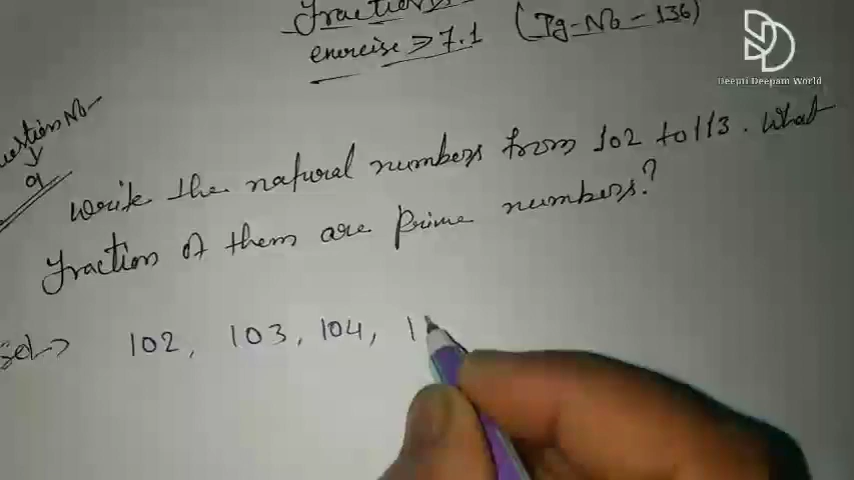 Fractions
exercise → 7.1 (Pg-No-136)
Deepti Deepam World
Question No-
9
Write the natural numbers from 102 to 113. What
fraction of them are prime numbers?
Sol → 102, 103, 104, 1